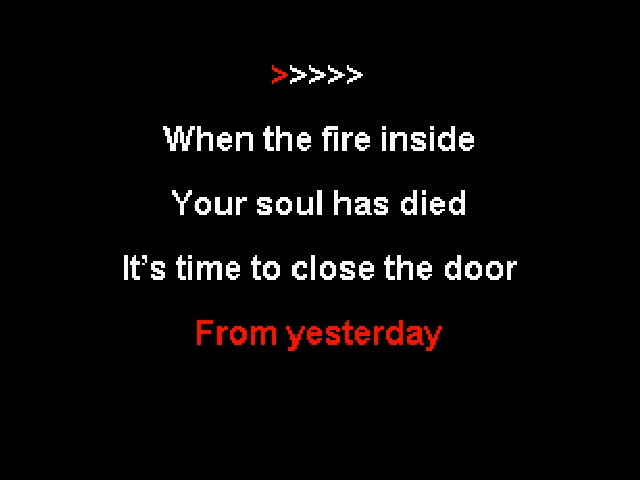 >>>>>
When the fire inside
Your soul has died
It's time to close the door
From yesterday